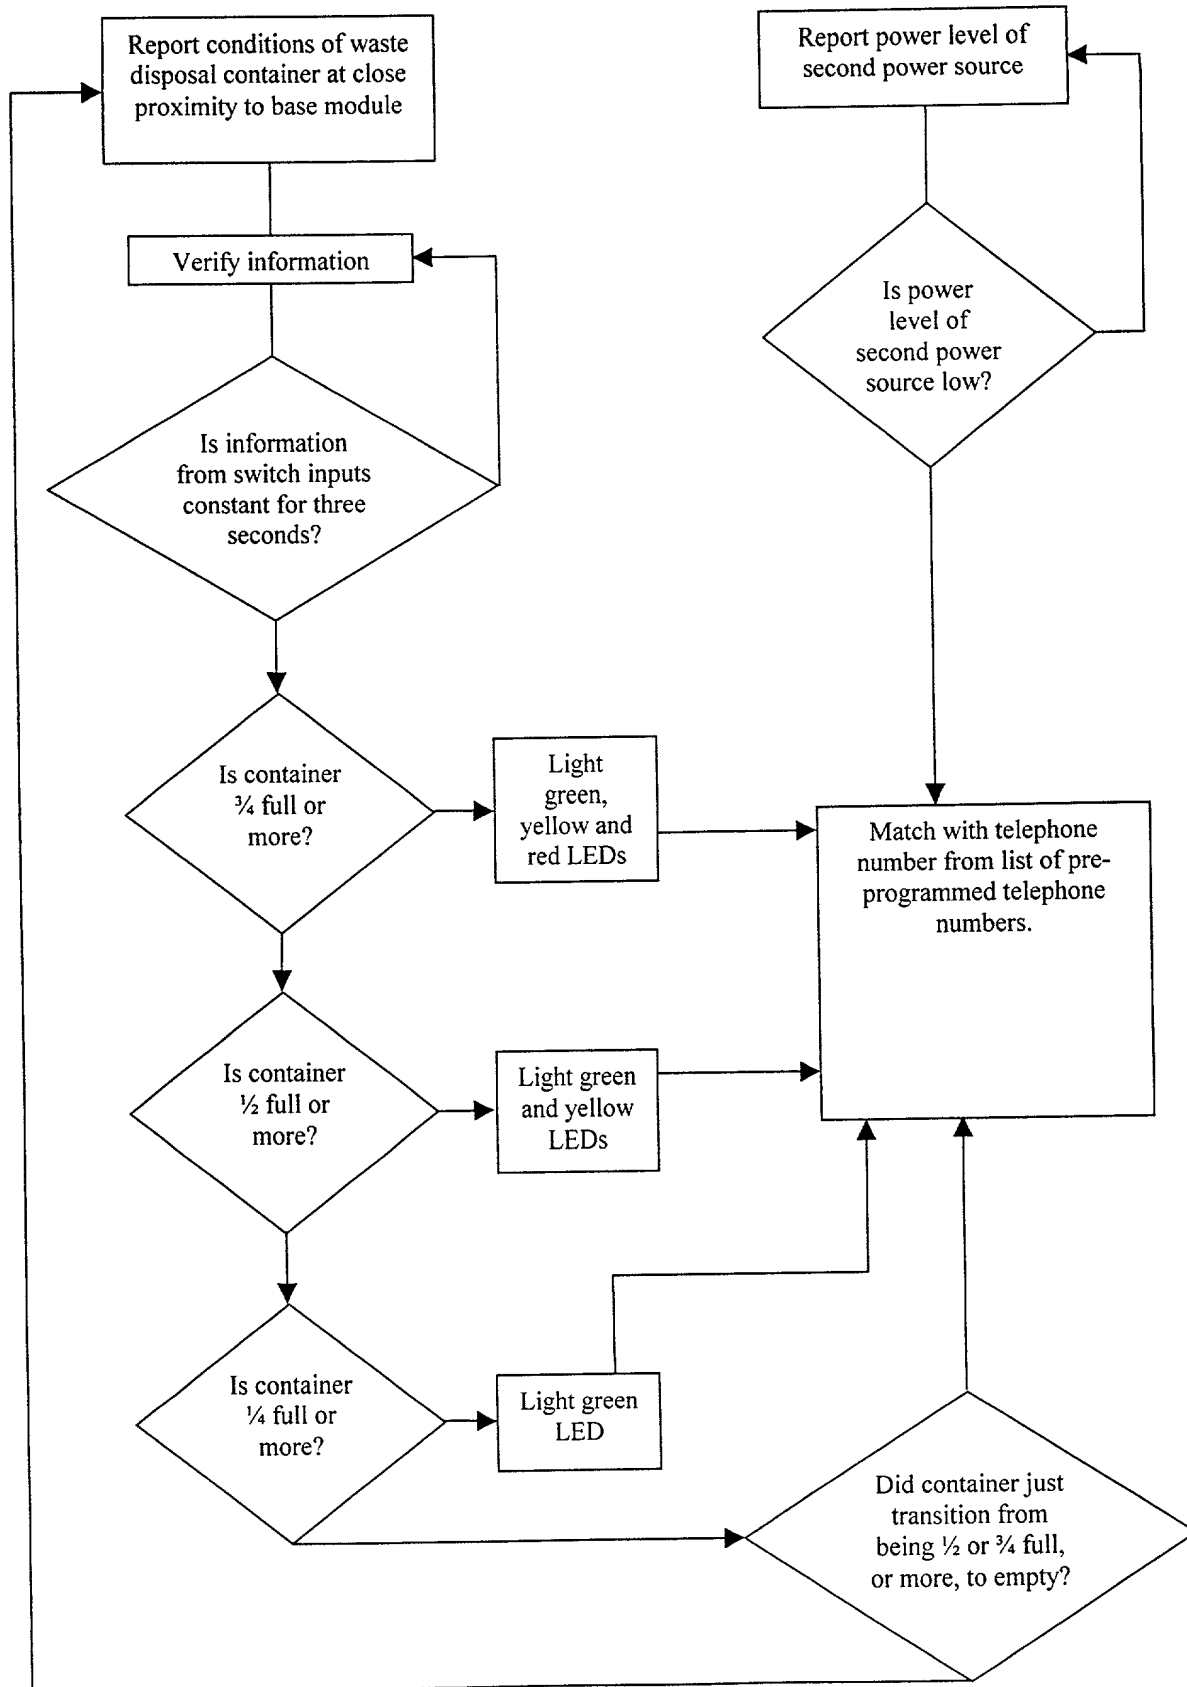 Report conditions of waste
disposal container at close
proximity to base module
Report power level of
second power source
Verify information
Is power
level of
second power
source low?
Is information
from switch inputs
constant for three
seconds?
Is container
¾ full or
more?
Light
green,
yellow and
red LEDs
Match with telephone
number from list of pre-
programmed telephone
numbers.
Is container
½ full or
more?
Light green
and yellow
LEDs
Is container
¼ full or
more?
Light green
LED
Did container just
transition from
being ½ or ¾ full,
or more, to empty?